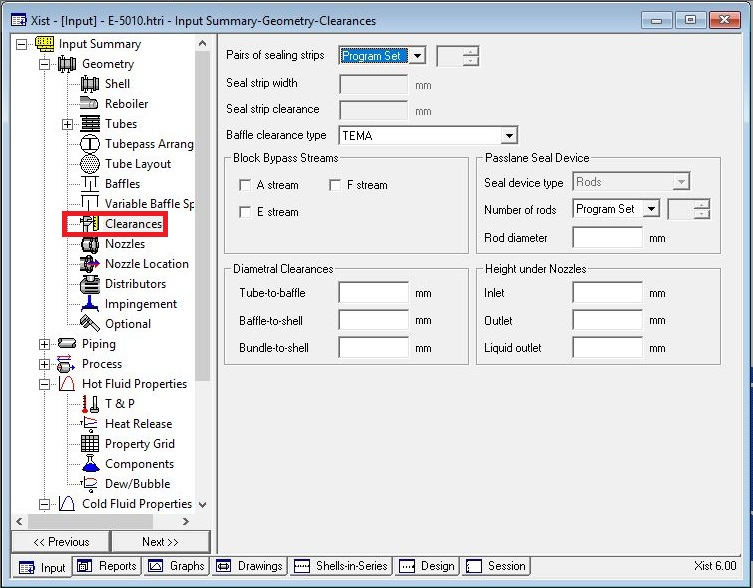 Xist - [Input] - E-5010.htri - Input Summary-Geometry-Clearances
Input Summary
Geometry
Shell
Reboiler
Tubes
Tubepass Arrang
Tube Layout
Baffles
Variable Baffle Sp
Clearances
Nozzles
Nozzle Location
Distributors
Impingement
Optional
Piping
Process
Hot Fluid Properties
T & P
Heat Release
Property Grid
Components
Dew/Bubble
Cold Fluid Properties
<< Previous
Next >>
Pairs of sealing strips Program Set
Seal strip width mm
Seal strip clearance mm
Baffle clearance type TEMA
Block Bypass Streams
A stream F stream
E stream
Passlane Seal Device
Seal device type Rods
Number of rods Program Set
Rod diameter mm
Diametral Clearances
Tube-to-baffle mm
Baffle-to-shell mm
Bundle-to-shell mm
Height under Nozzles
Inlet mm
Outlet mm
Liquid outlet mm
Input Reports Graphs Drawings Shells-in-Series Design Session Xist 6.00